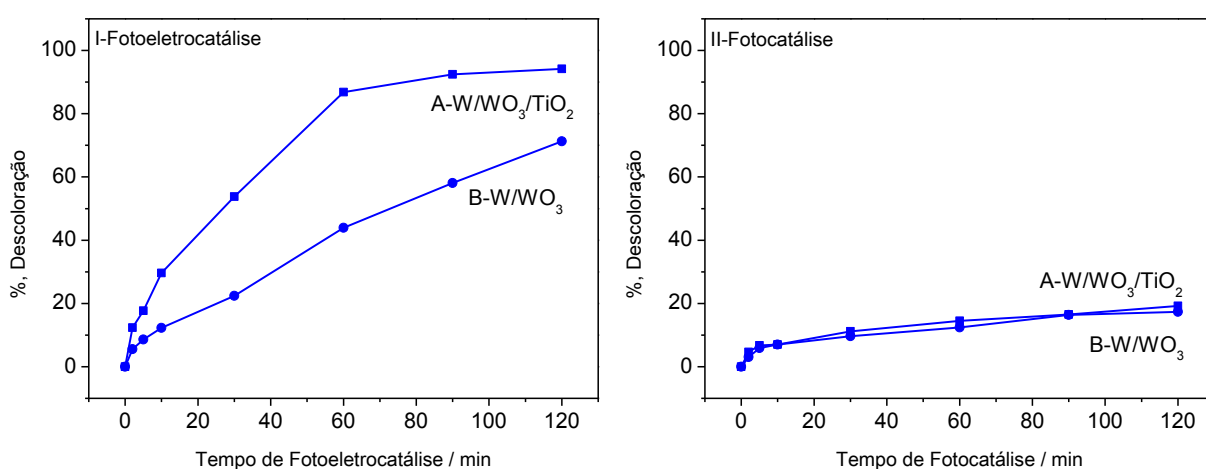 I-Fotoeletrocatálise
100
80
60
40
20
0
%, Descoloração
A-W/WO₃/TiO₂
B-W/WO₃
0 20 40 60 80 100 120
Tempo de Fotoeletrocatálise / min
II-Fotocatálise
100
80
60
40
20
0
%, Descoloração
A-W/WO₃/TiO₂
B-W/WO₃
0 20 40 60 80 100 120
Tempo de Fotocatálise / min